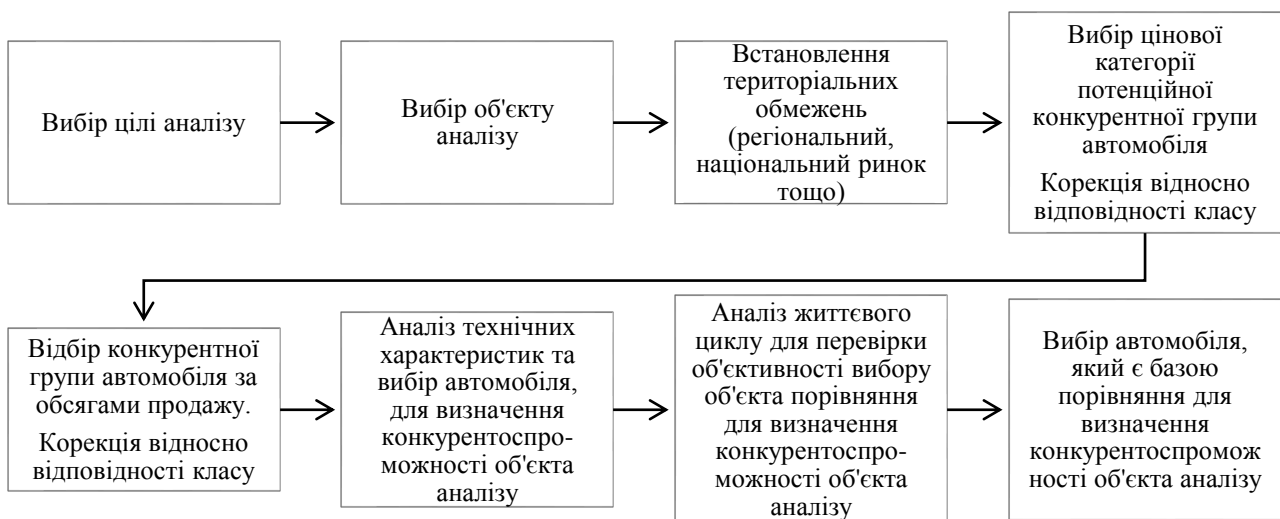 Вибір цілі аналізу
Вибір об'єкту
аналізу
Встановлення
територіальних
обмежень
(регіональний,
національний ринок
тощо)
Вибір цінової
категорії
потенційної
конкурентної групи
автомобіля
Корекція відносно
відповідності класу
Відбір конкурентної
групи автомобіля за
обсягами продажу.
Корекція відносно
відповідності класу
Аналіз технічних
характеристик та
вибір автомобіля,
для визначення
конкурентоспро-
можності об'єкта
аналізу
Аналіз життєвого
циклу для перевірки
об'єктивності вибору
об'єкта порівняння
для визначення
конкурентоспро-
можності об'єкта
аналізу
Вибір автомобіля,
який є базою
порівняння для
визначення
конкурентоспромож
ності об'єкта аналізу